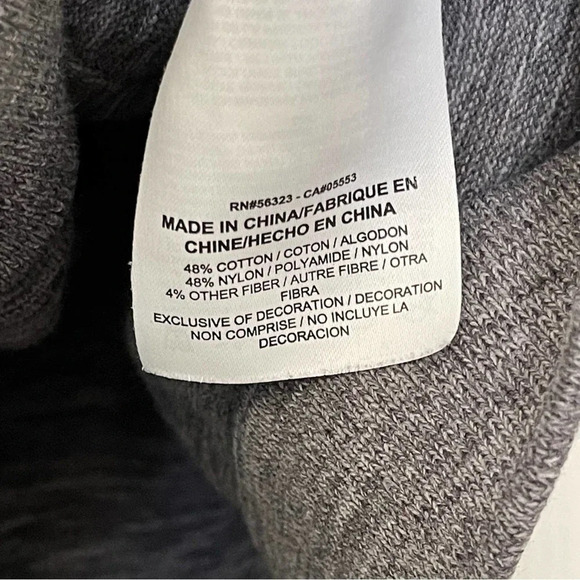 RN#56323 - CA#05553
MADE IN CHINA/FABRIQUE EN
CHINE/HECHO EN CHINA
48% COTTON / COTON / ALGODON
48% NYLON / POLYAMIDE / NYLON
4% OTHER FIBER / AUTRE FIBRE / OTRA
FIBRA
EXCLUSIVE OF DECORATION / DECORATION
NON COMPRISE / NO INCLUYE LA
DECORACION